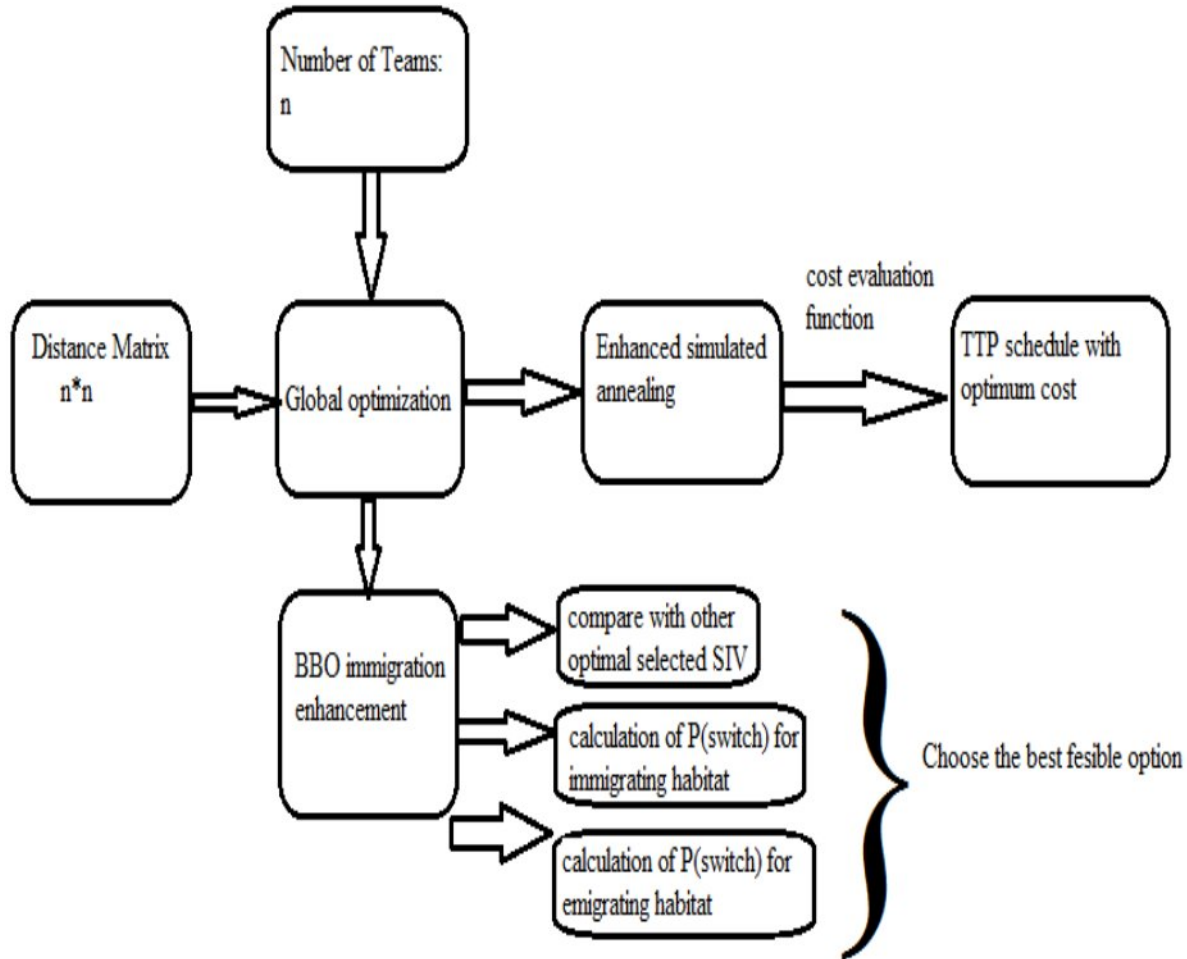 Number of Teams:
n
Distance Matrix
n*n
Global optimization
Enhanced simulated
annealing
cost evaluation
function
TTP schedule with
optimum cost
BBO immigration
enhancement
compare with other
optimal selected SIV
calculation of P(switch) for
immigrating habitat
calculation of P(switch) for
emigrating habitat
Choose the best fesible option